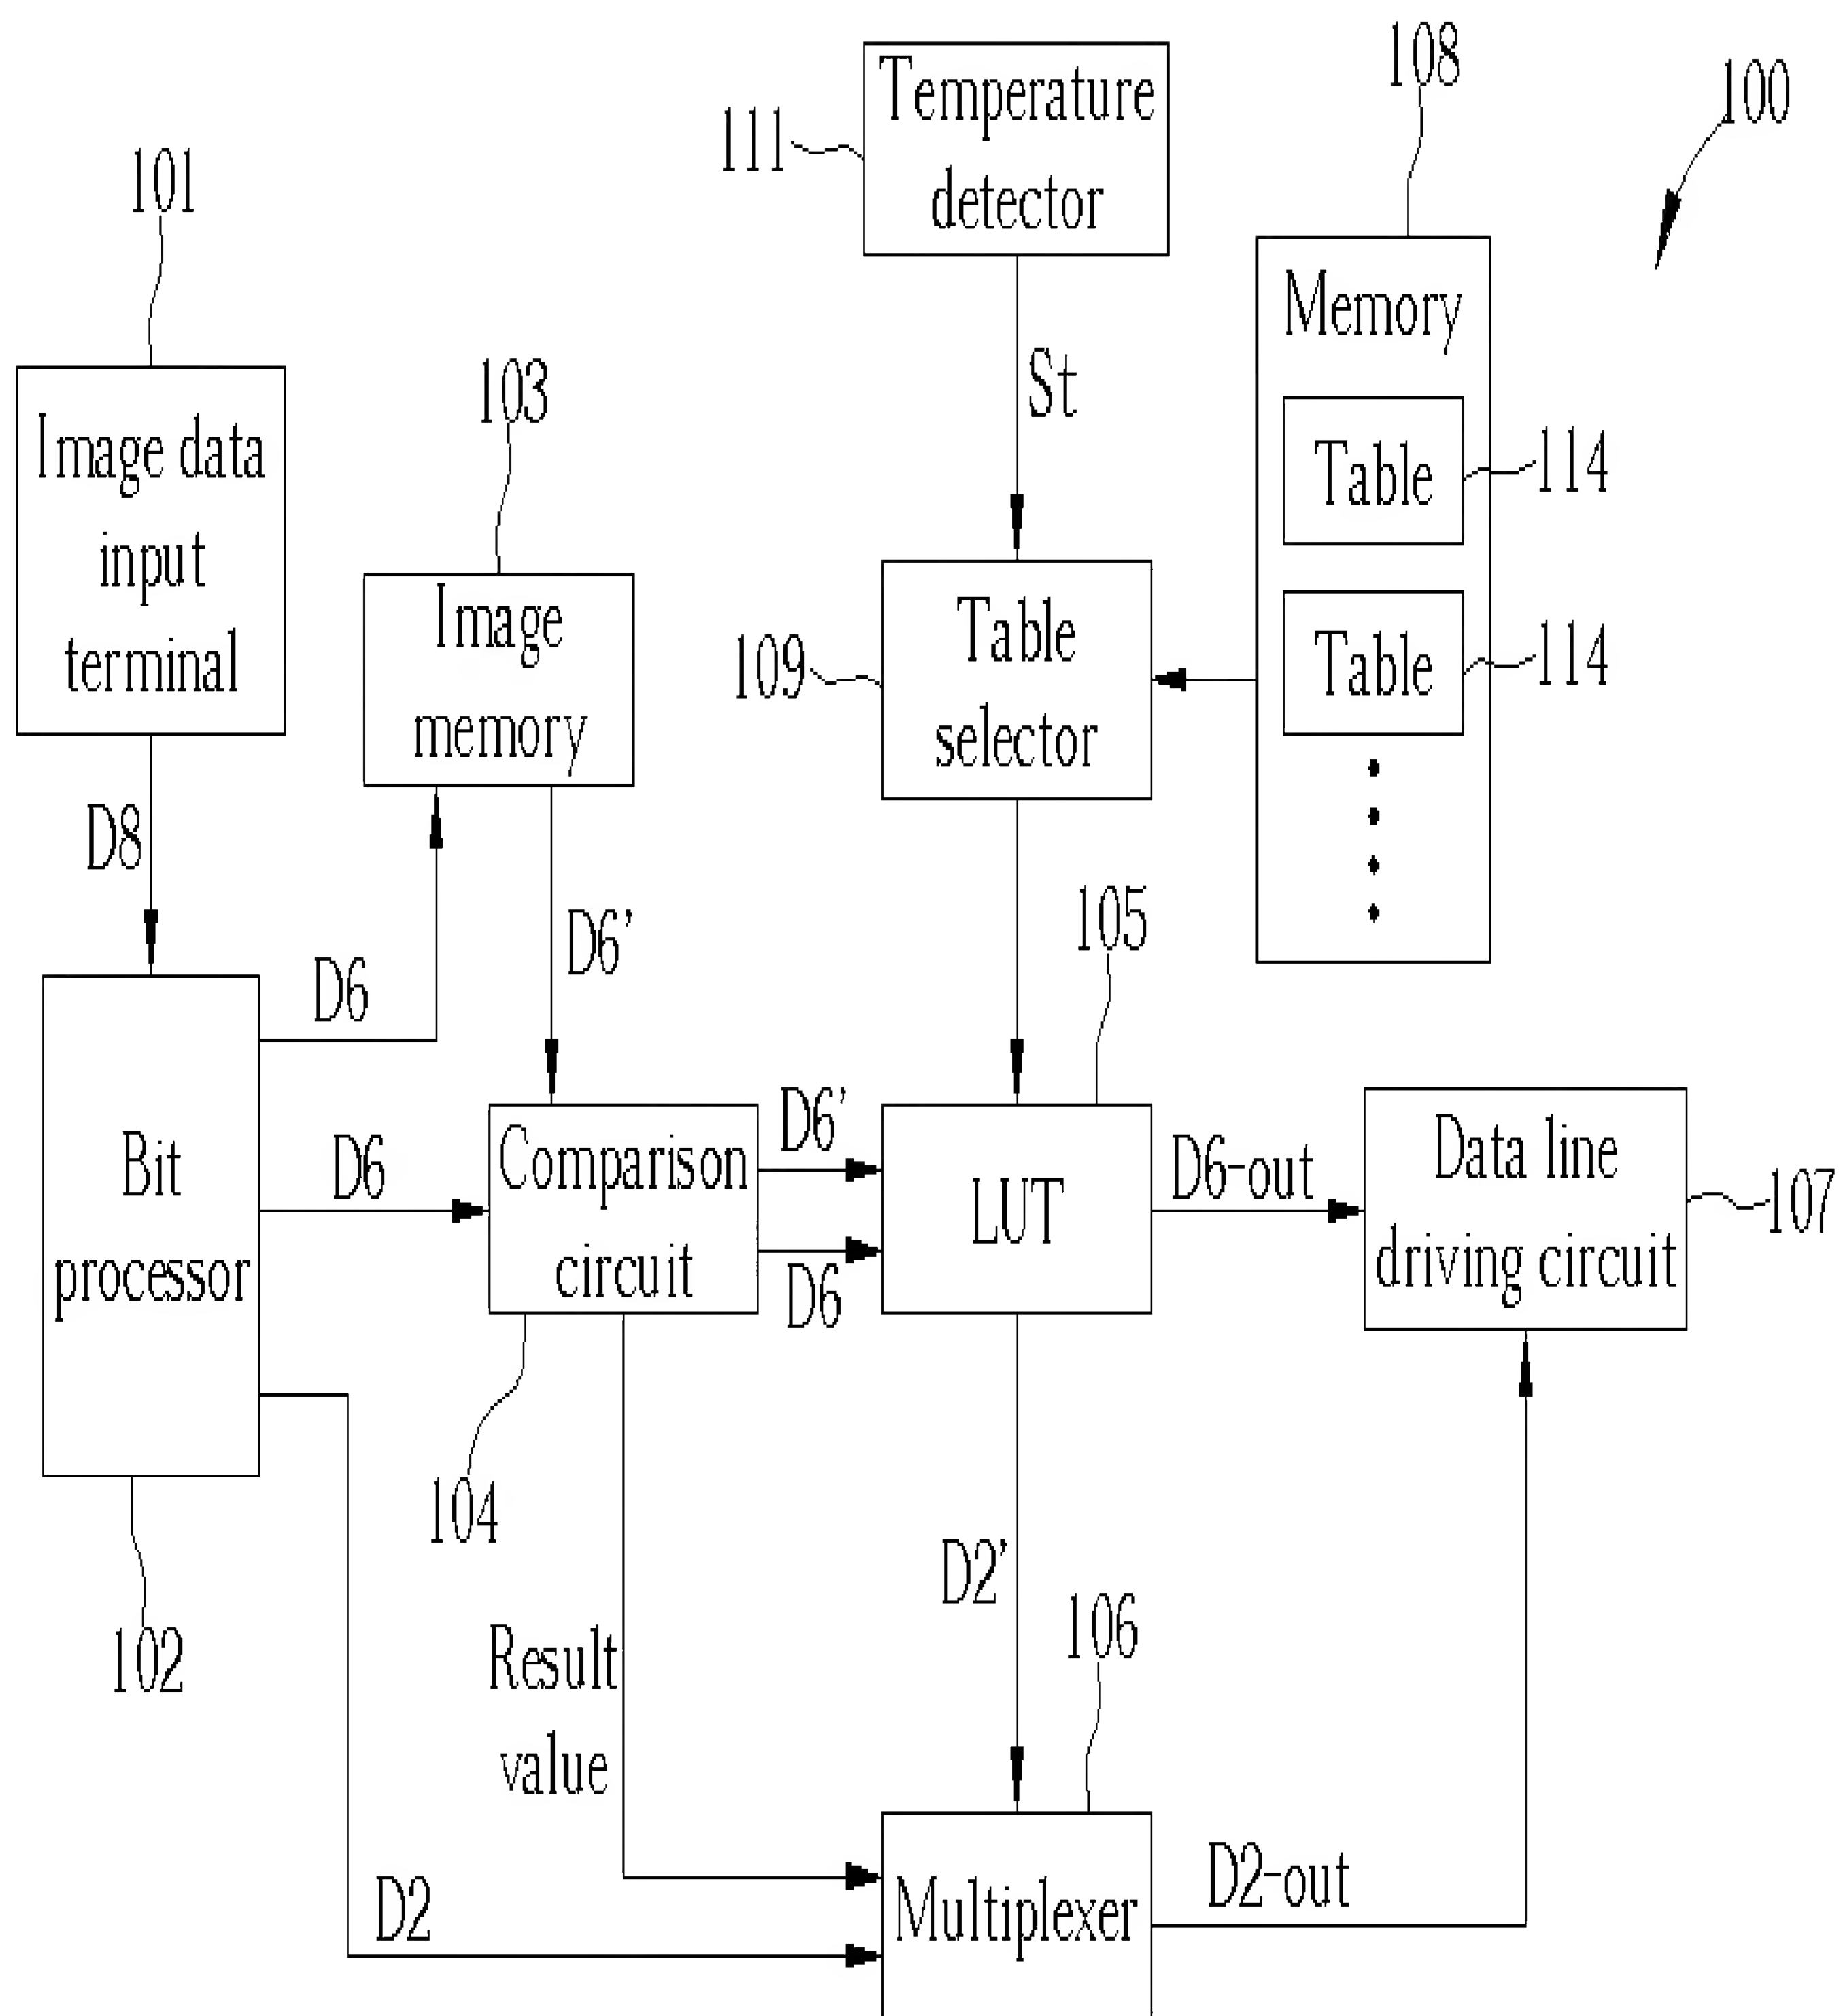 108
100
Temperature
detector
111
101
Memory
St
103
Table
114
Image data
input
terminal
Table
114
Image
memory
Table
selector
109
D8
D6'
105
D6
D6'
Comparison
circuit
LUT
D6-out
Data line
driving circuit
107
Bit
processor
D6
D6
104
D2'
106
102
Result
value
D2
Multiplexer
D2-out